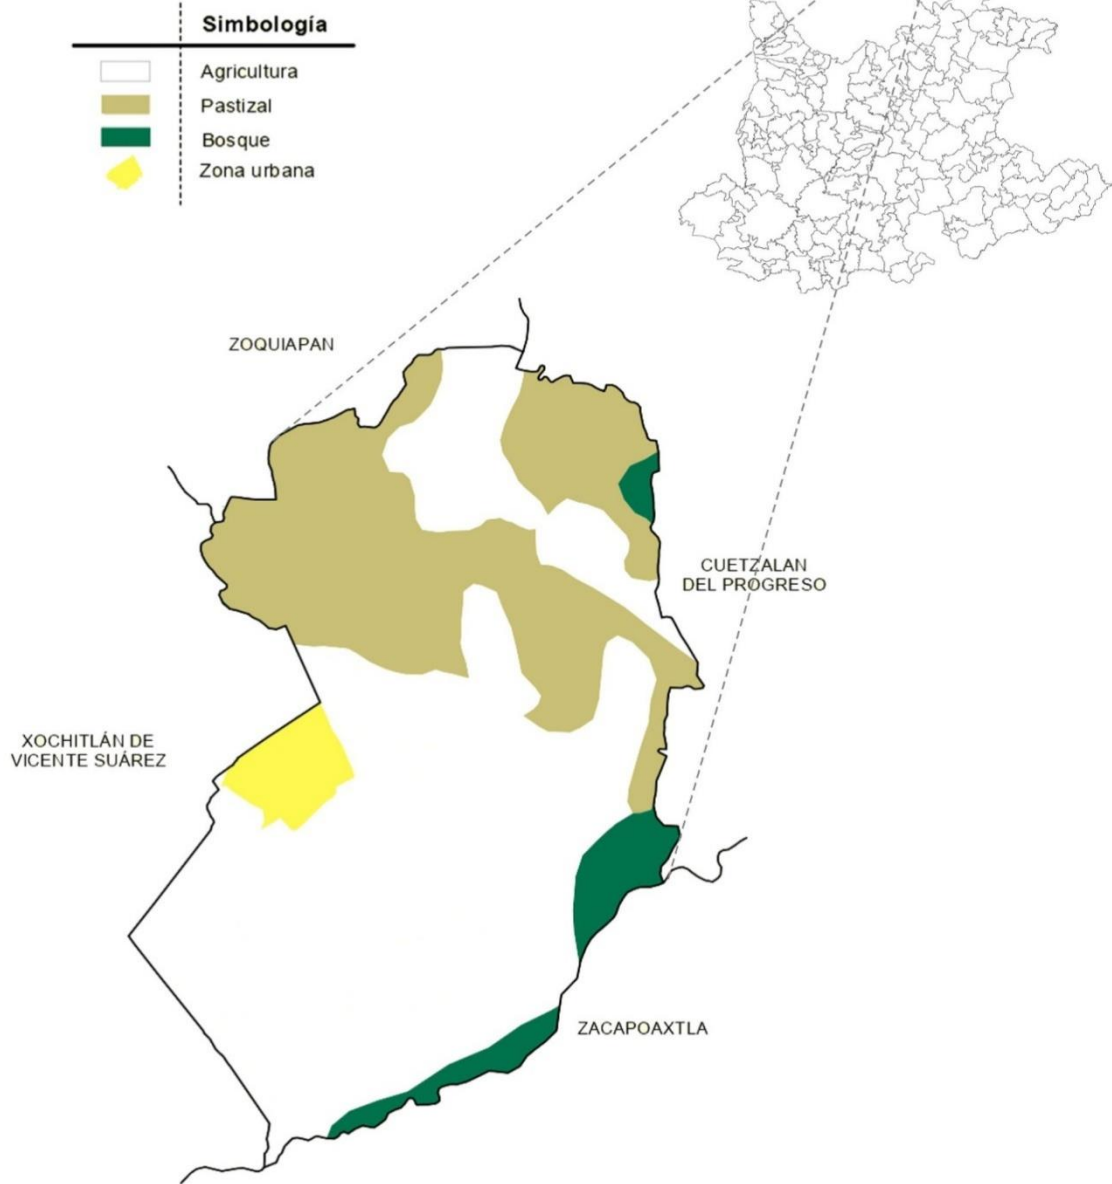 Simbología
Agricultura
Pastizal
Bosque
Zona urbana
ZOQUIAPAN
CUETZALAN
DEL PROGRESO
XOCHITLÁN DE
VICENTE SUÁREZ
ZACAPOAXTLA